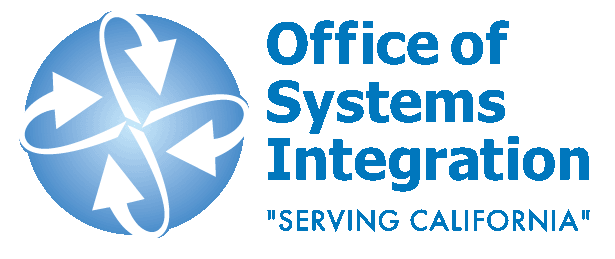 Office of
Systems
Integration
"SERVING CALIFORNIA"